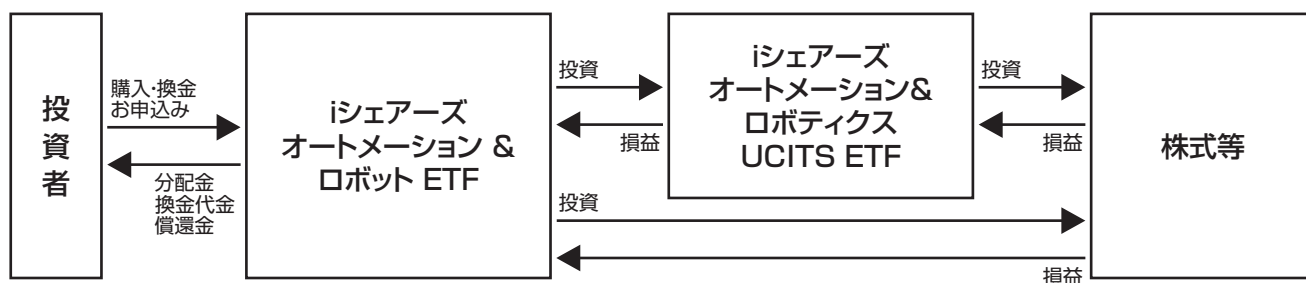 投
資
者
購入・換金
お申込み
分配金
換金代金
償還金
iシェアーズ
オートメーション &
ロボット ETF
投資
損益
iシェアーズ
オートメーション&
ロボティクス
UCITS ETF
投資
損益
投資
損益
株式等